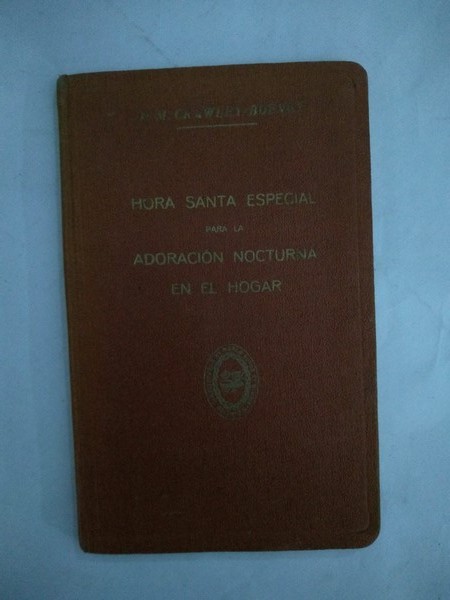 P. M. CRAWLEY-BOEVEY
HORA SANTA ESPECIAL
PARA LA
ADORACIÓN NOCTURNA
EN EL HOGAR